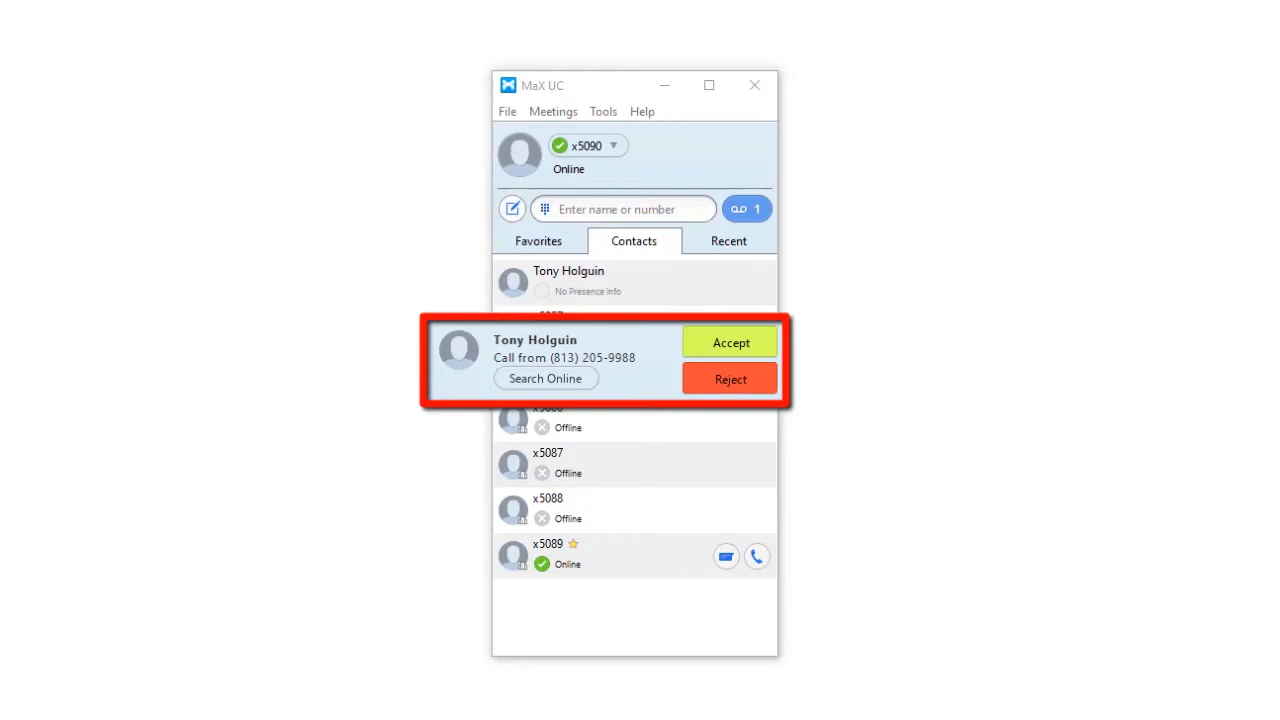 MaX UC
File Meetings Tools Help
x5090
Online
Enter name or number
1
Favorites Contacts Recent
Tony Holguin
No Presence Info
Tony Holguin
Call from (813) 205-9988
Search Online
Accept
Reject
Offline
x5087
Offline
x5088
Offline
x5089
Online